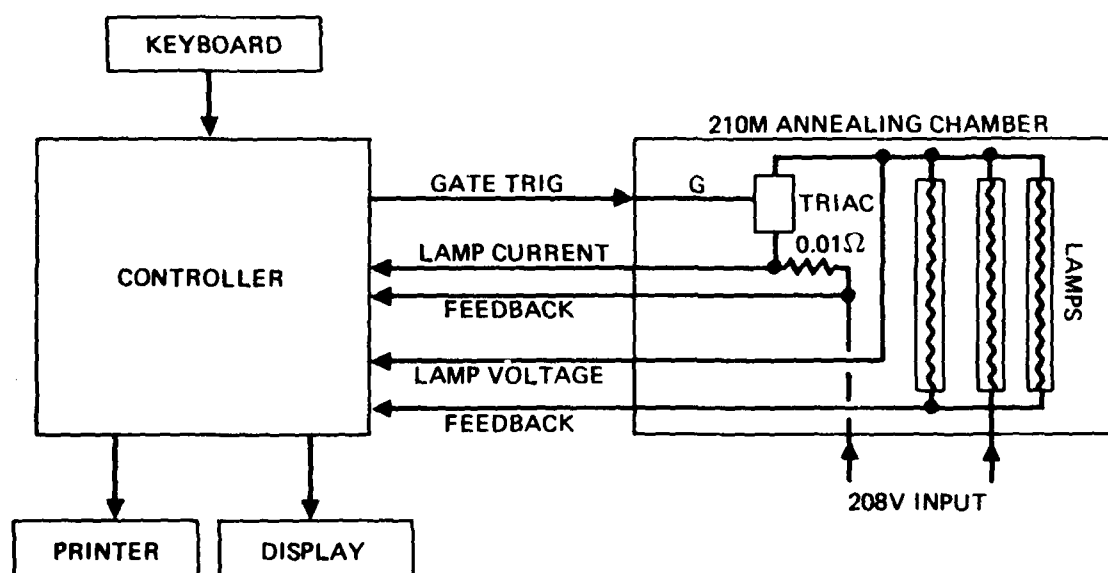 KEYBOARD
210M ANNEALING CHAMBER
GATE TRIG
G
TRIAC
0.01Ω
LAMP CURRENT
CONTROLLER
FEEDBACK
LAMPS
LAMP VOLTAGE
FEEDBACK
208V INPUT
PRINTER
DISPLAY